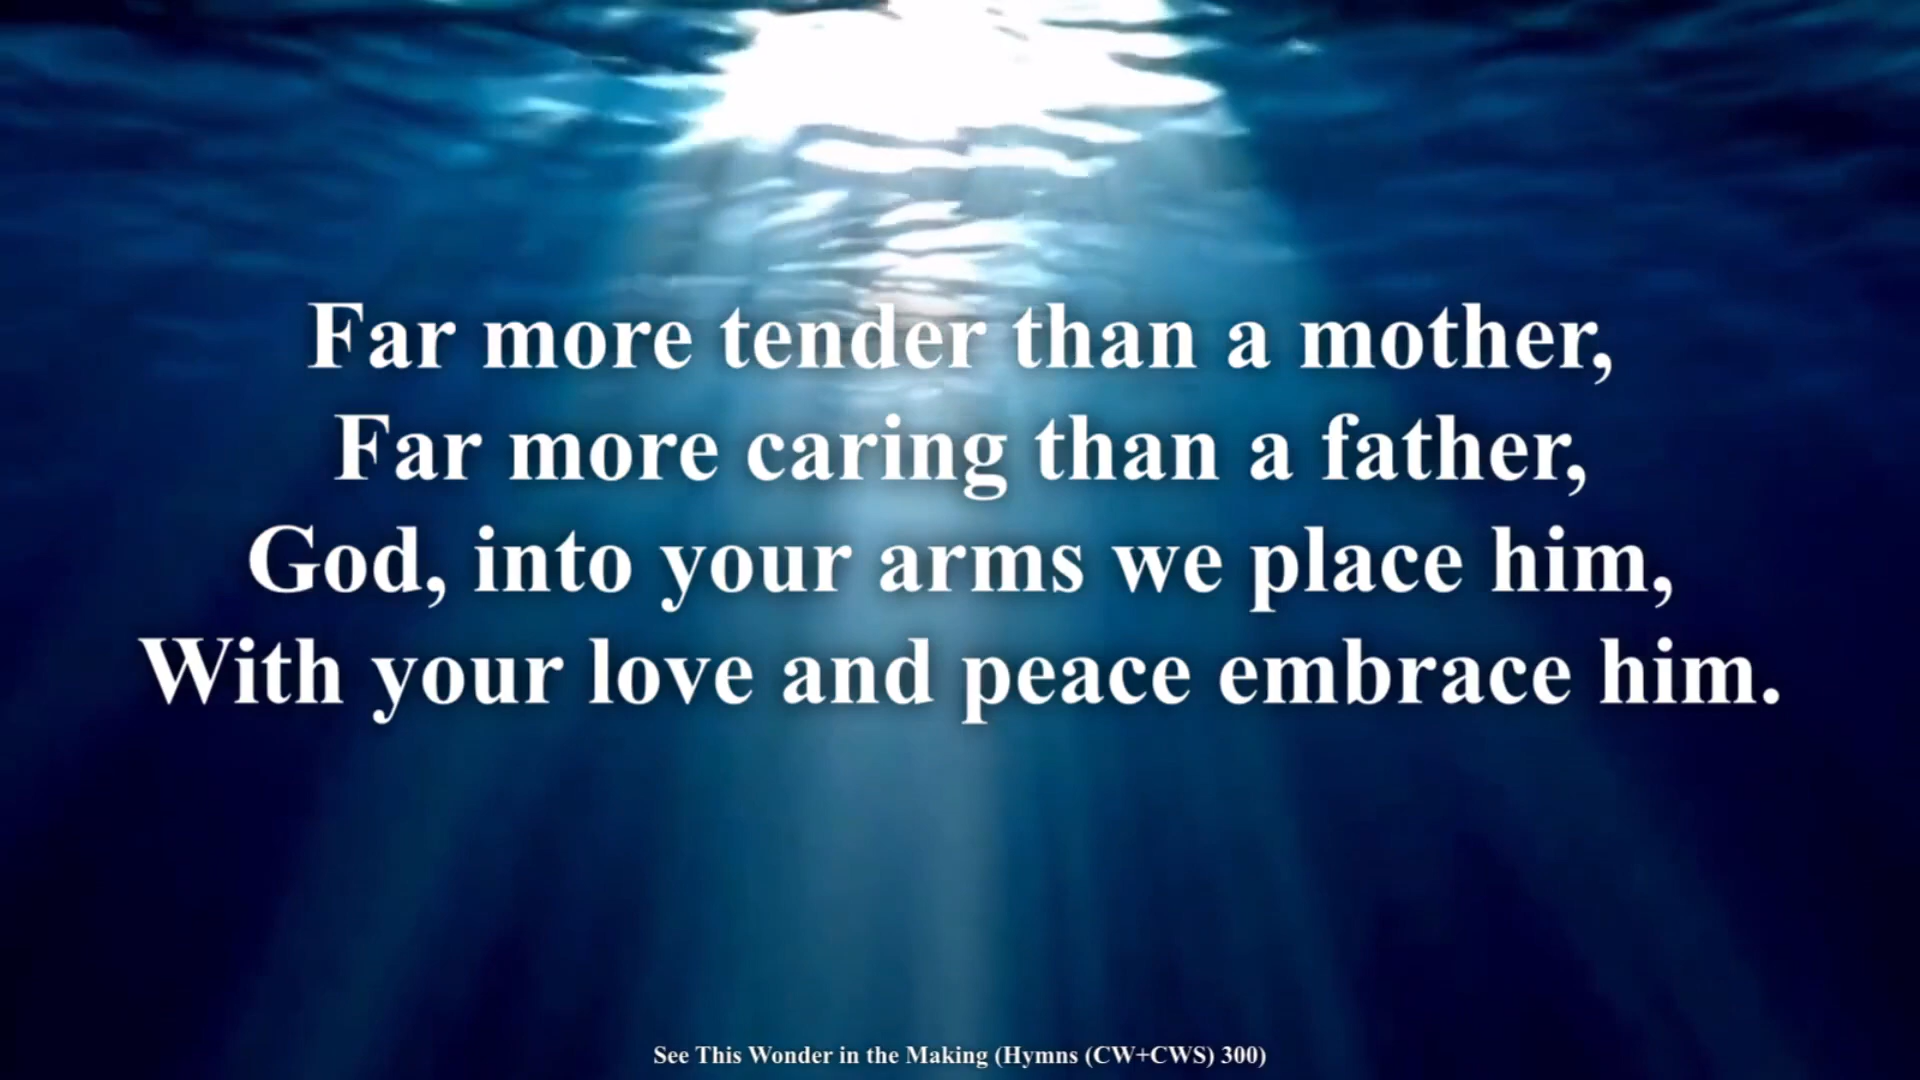 Far more tender than a mother,
Far more caring than a father,
God, into your arms we place him,
With your love and peace embrace him.
See This Wonder in the Making (Hymns (CW+CWS) 300)